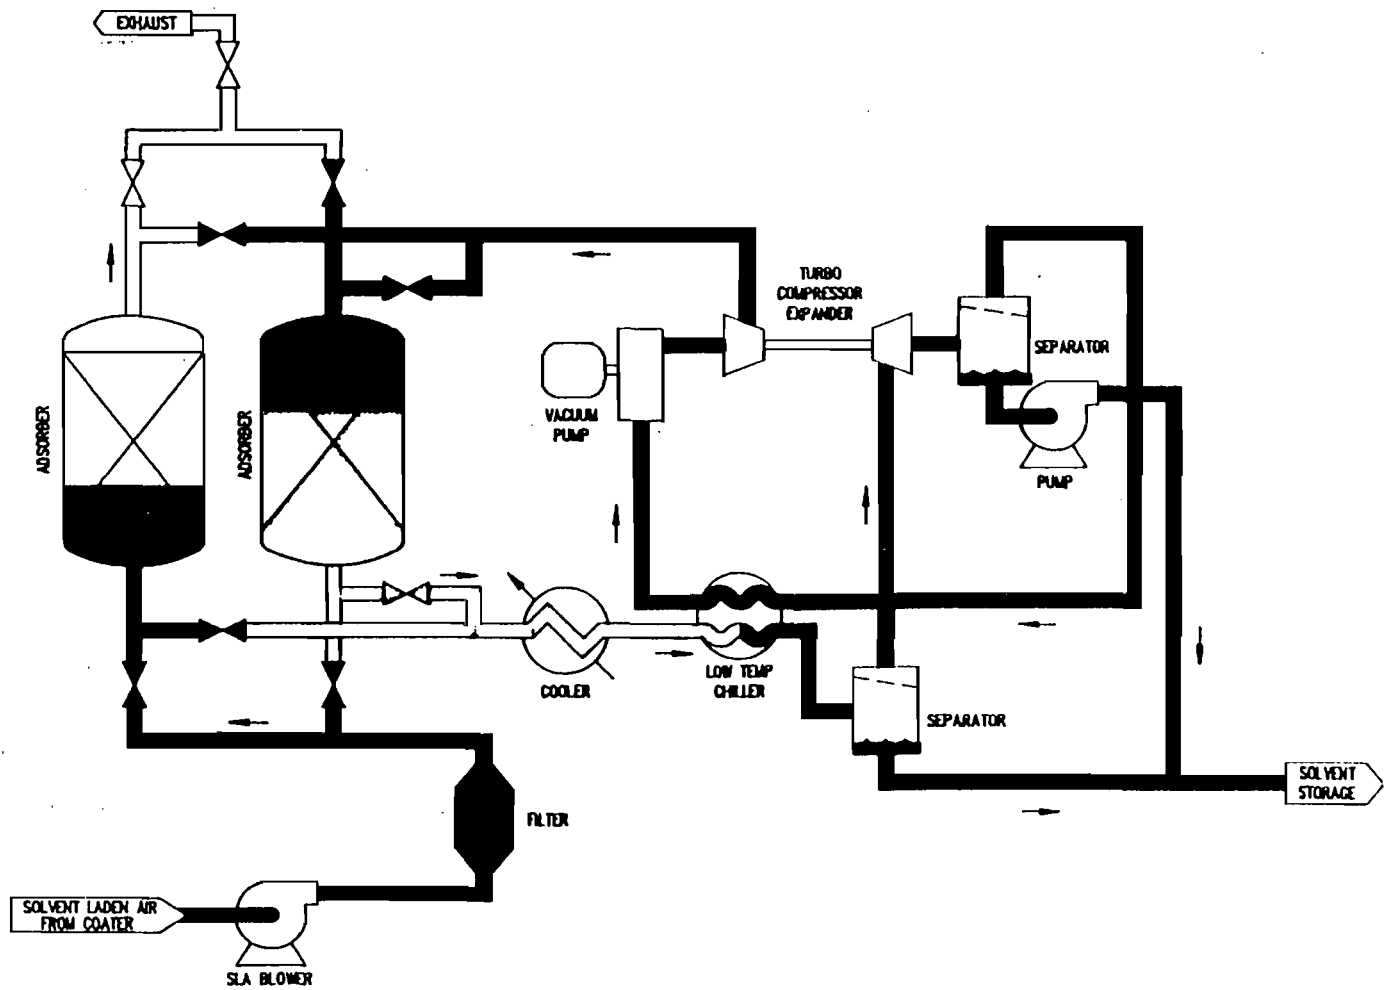 EXHAUST
TURBO
COMPRESSOR
EXPANDER
SEPARATOR
ADSORBER
ADSORBER
VACUUM
PUMP
PUMP
COOLER
LOW TEMP
CHILLER
SEPARATOR
SOLVENT
STORAGE
FILTER
SOLVENT LADEN AIR
FROM COATER
SLA BLOWER